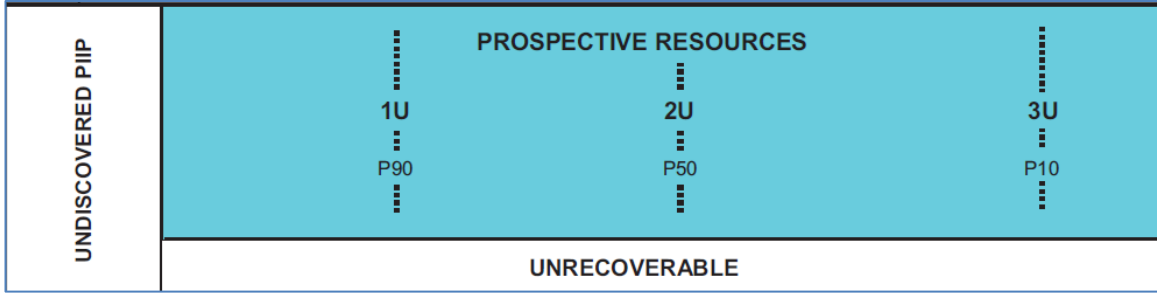 UNDISCOVERED PIIP
PROSPECTIVE RESOURCES
1U 2U 3U
P90 P50 P10
UNRECOVERABLE